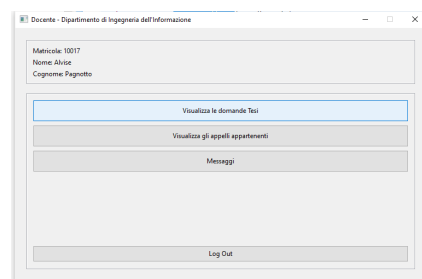 Docente - Dipartimento di Ingegneria dell'Informazione
Matricola: 10017
Nome: Alvise
Cognome: Pagnotto
Visualizza le domande Tesi
Visualizza gli appelli appartenenti
Messaggi
Log Out